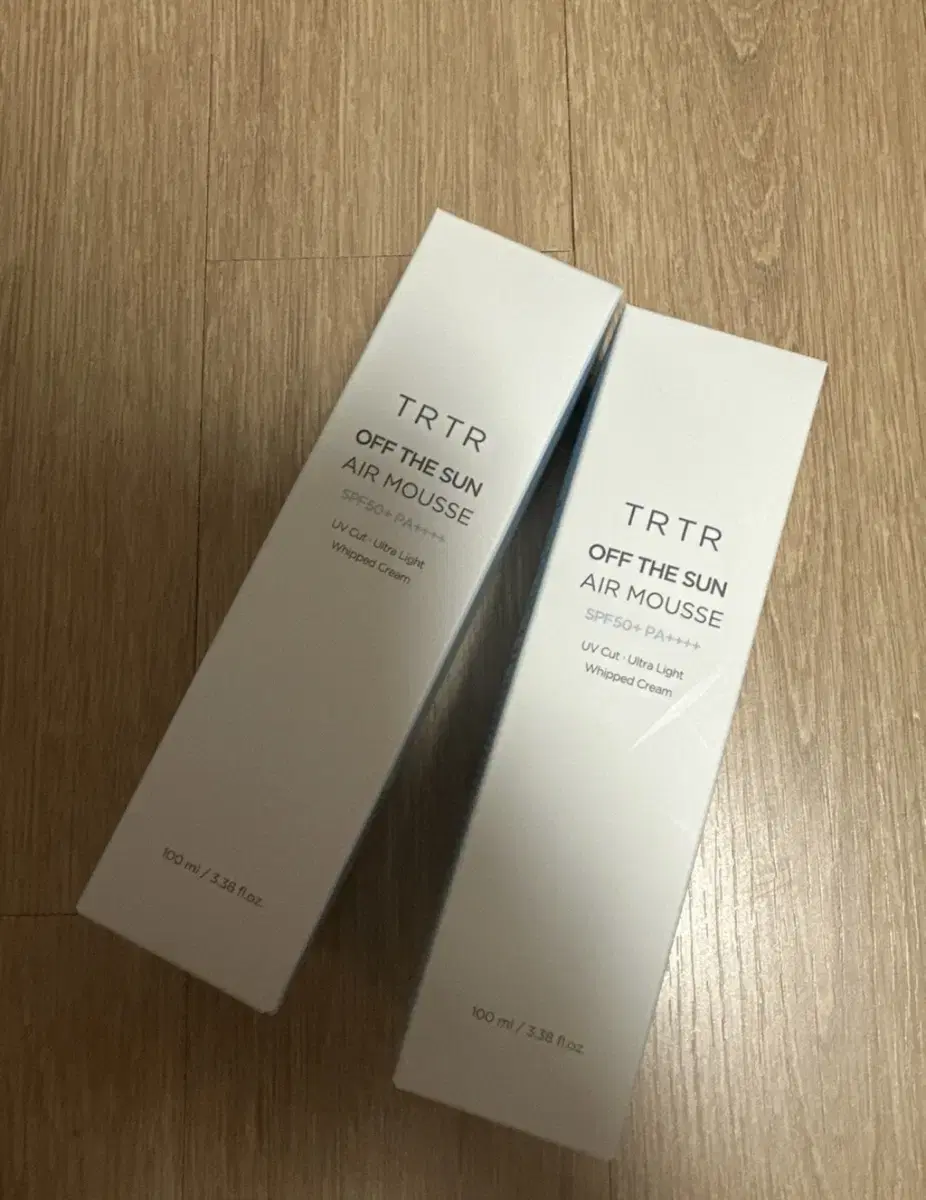 TRTR
OFF THE SUN
AIR MOUSSE
SPF50+ PA++++
UV Cut · Ultra Light
Whipped Cream
100 ml / 3.38 fl.oz.
TRTR
OFF THE SUN
AIR MOUSSE
SPF50+ PA++++
UV Cut · Ultra Light
Whipped Cream
100 ml / 3.38 fl.oz.